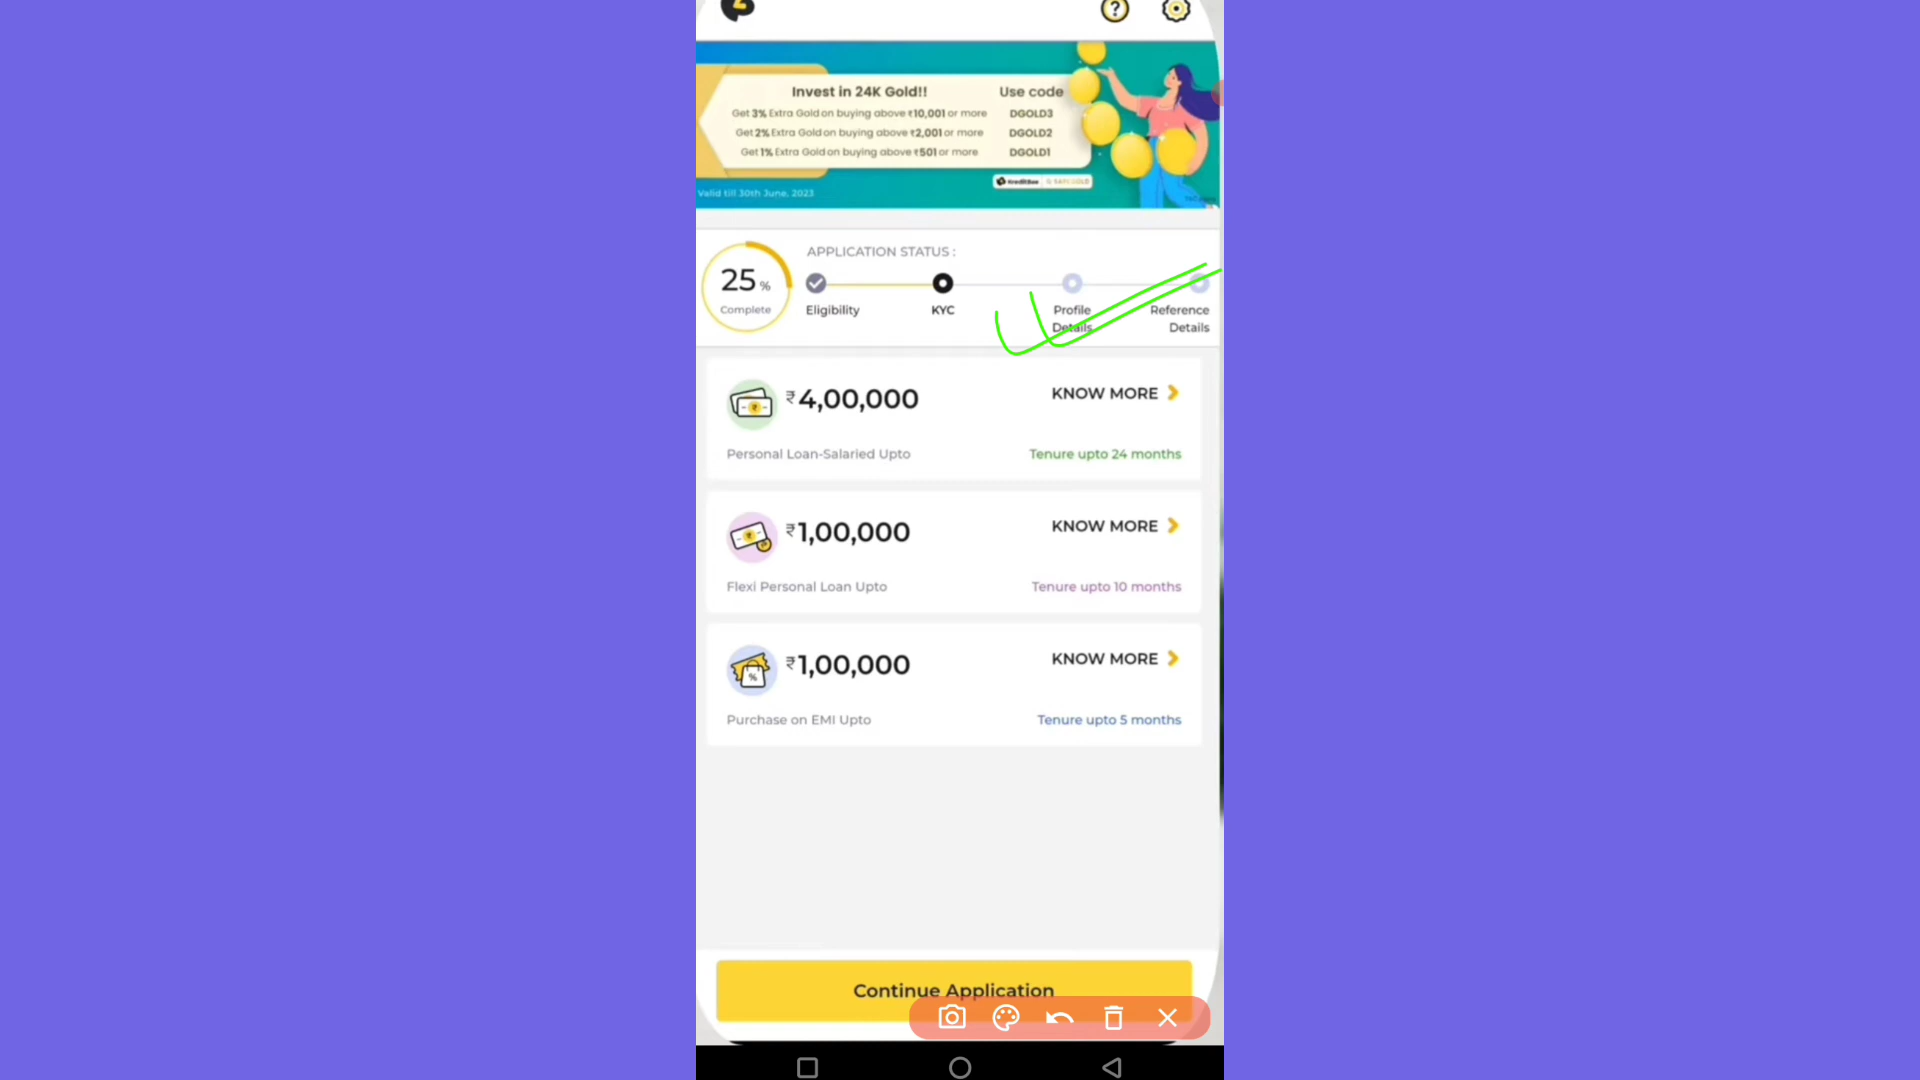 Invest in 24K Gold!! Use code
Get 3% Extra Gold on buying above ₹10,001 or more DGOLD3
Get 2% Extra Gold on buying above ₹2,001 or more DGOLD2
Get 1% Extra Gold on buying above ₹501 or more DGOLD1
KreditBee SAFEGOLD
Valid till 30th June, 2023
APPLICATION STATUS :
25 %
Complete
Eligibility
KYC
Profile
Details
Reference
Details
₹4,00,000 KNOW MORE
Personal Loan-Salaried Upto Tenure upto 24 months
₹1,00,000 KNOW MORE
Flexi Personal Loan Upto Tenure upto 10 months
₹1,00,000 KNOW MORE
Purchase on EMI Upto Tenure upto 5 months
Continue Application